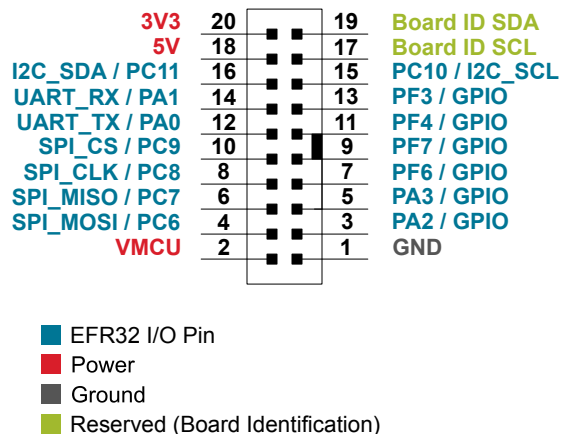 3V3 20 19 Board ID SDA
5V 18 17 Board ID SCL
I2C_SDA / PC11 16 15 PC10 / I2C_SCL
UART_RX / PA1 14 13 PF3 / GPIO
UART_TX / PA0 12 11 PF4 / GPIO
SPI_CS / PC9 10 9 PF7 / GPIO
SPI_CLK / PC8 8 7 PF6 / GPIO
SPI_MISO / PC7 6 5 PA3 / GPIO
SPI_MOSI / PC6 4 3 PA2 / GPIO
VMCU 2 1 GND
EFR32 I/O Pin
Power
Ground
Reserved (Board Identification)